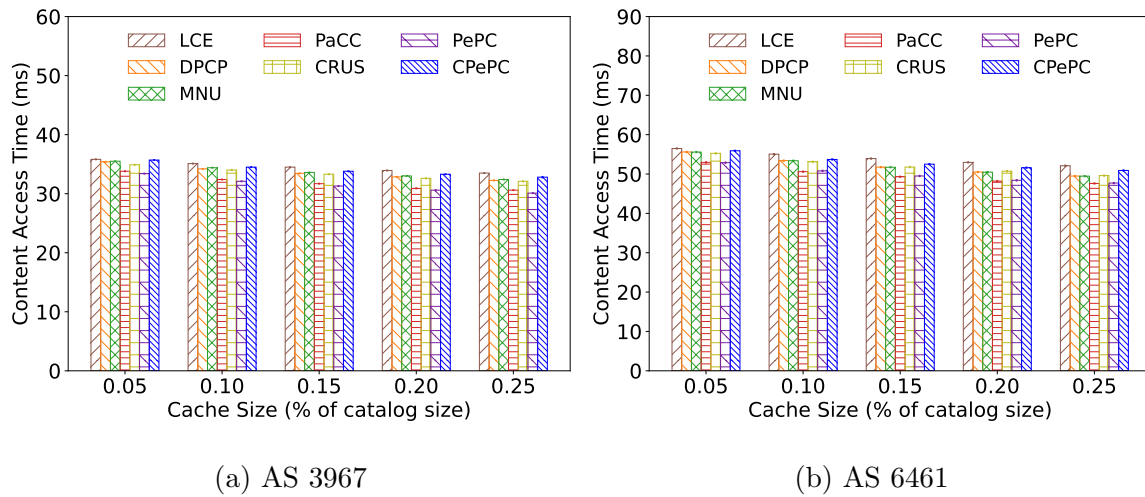 60
50
40
30
20
10
0
Content Access Time (ms)
LCE PaCC PePC
DPCP CRUS CPePC
MNU
0.05 0.10 0.15 0.20 0.25
Cache Size (% of catalog size)
(a) AS 3967
90
80
70
60
50
40
30
20
10
0
Content Access Time (ms)
LCE PaCC PePC
DPCP CRUS CPePC
MNU
0.05 0.10 0.15 0.20 0.25
Cache Size (% of catalog size)
(b) AS 6461